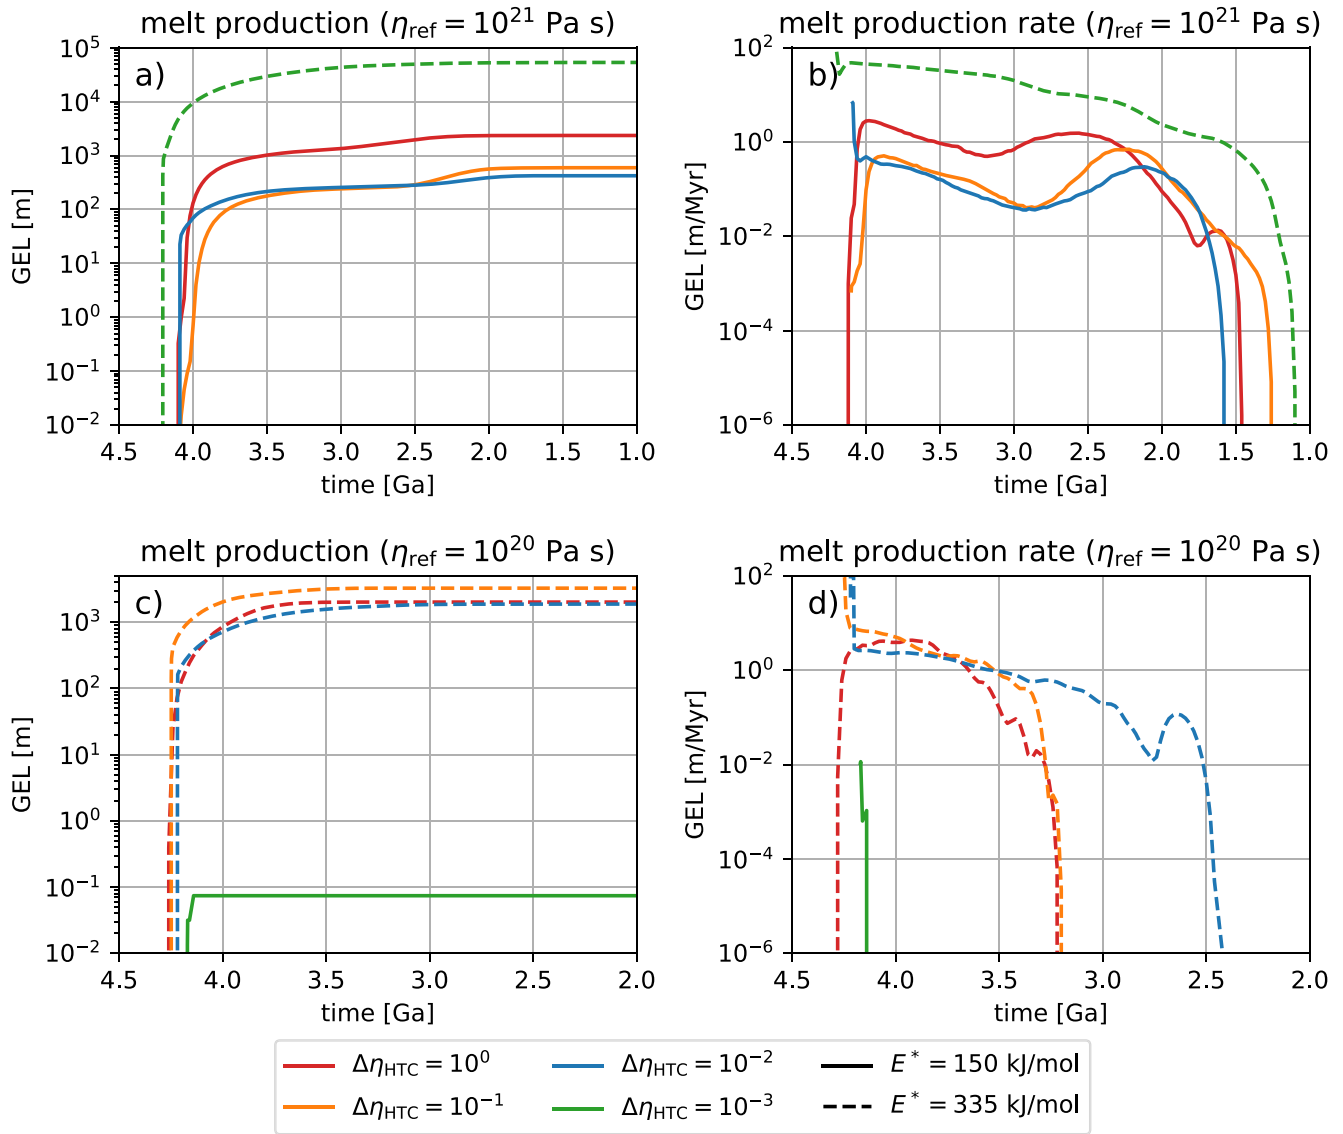 melt production (η_ref = 10^21 Pa s)
a)
10^5
10^4
10^3
10^2
10^1
10^0
10^-1
10^-2
GEL [m]
4.5 4.0 3.5 3.0 2.5 2.0 1.5 1.0
time [Ga]
melt production rate (η_ref = 10^21 Pa s)
b)
10^2
10^0
10^-2
10^-4
10^-6
GEL [m/Myr]
4.5 4.0 3.5 3.0 2.5 2.0 1.5 1.0
time [Ga]
melt production (η_ref = 10^20 Pa s)
c)
10^3
10^2
10^1
10^0
10^-1
10^-2
GEL [m]
4.5 4.0 3.5 3.0 2.5 2.0
time [Ga]
melt production rate (η_ref = 10^20 Pa s)
d)
10^2
10^0
10^-2
10^-4
10^-6
GEL [m/Myr]
4.5 4.0 3.5 3.0 2.5 2.0
time [Ga]
Δη_HTC = 10^0 Δη_HTC = 10^-2 E* = 150 kJ/mol
Δη_HTC = 10^-1 Δη_HTC = 10^-3 E* = 335 kJ/mol